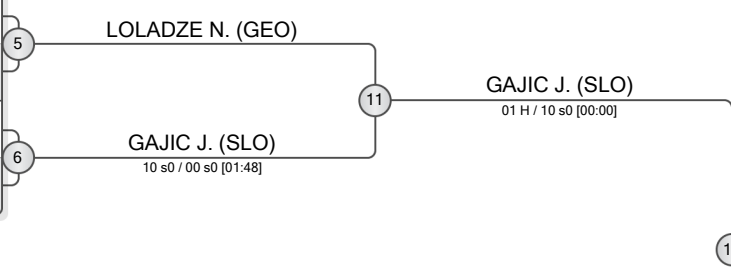 LOLADZE N. (GEO)
5
GAJIC J. (SLO)
11
01 H / 10 s0 [00:00]
GAJIC J. (SLO)
6
10 s0 / 00 s0 [01:48]